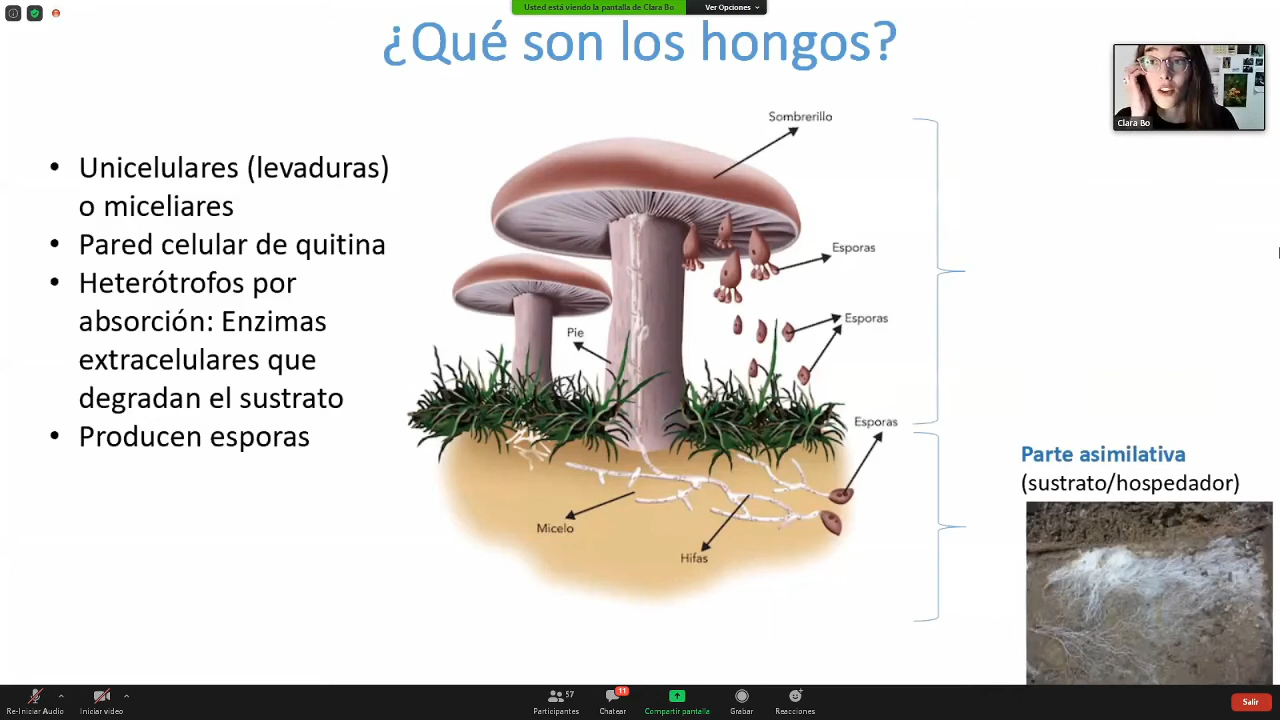 Usted está viendo la pantalla de Clara Bo
Ver Opciones
¿Qué son los hongos?
Clara Bo
• Unicelulares (levaduras)
o miceliares
• Pared celular de quitina
• Heterótrofos por
absorción: Enzimas
extracelulares que
degradan el sustrato
• Producen esporas
Sombrerillo
Esporas
Esporas
Pie
Esporas
Micelo
Hifas
Parte asimilativa
(sustrato/hospedador)
Re-Iniciar Audio
Iniciar video
57
Participantes
11
Chatear
Compartir pantalla
Grabar
Reacciones
Salir